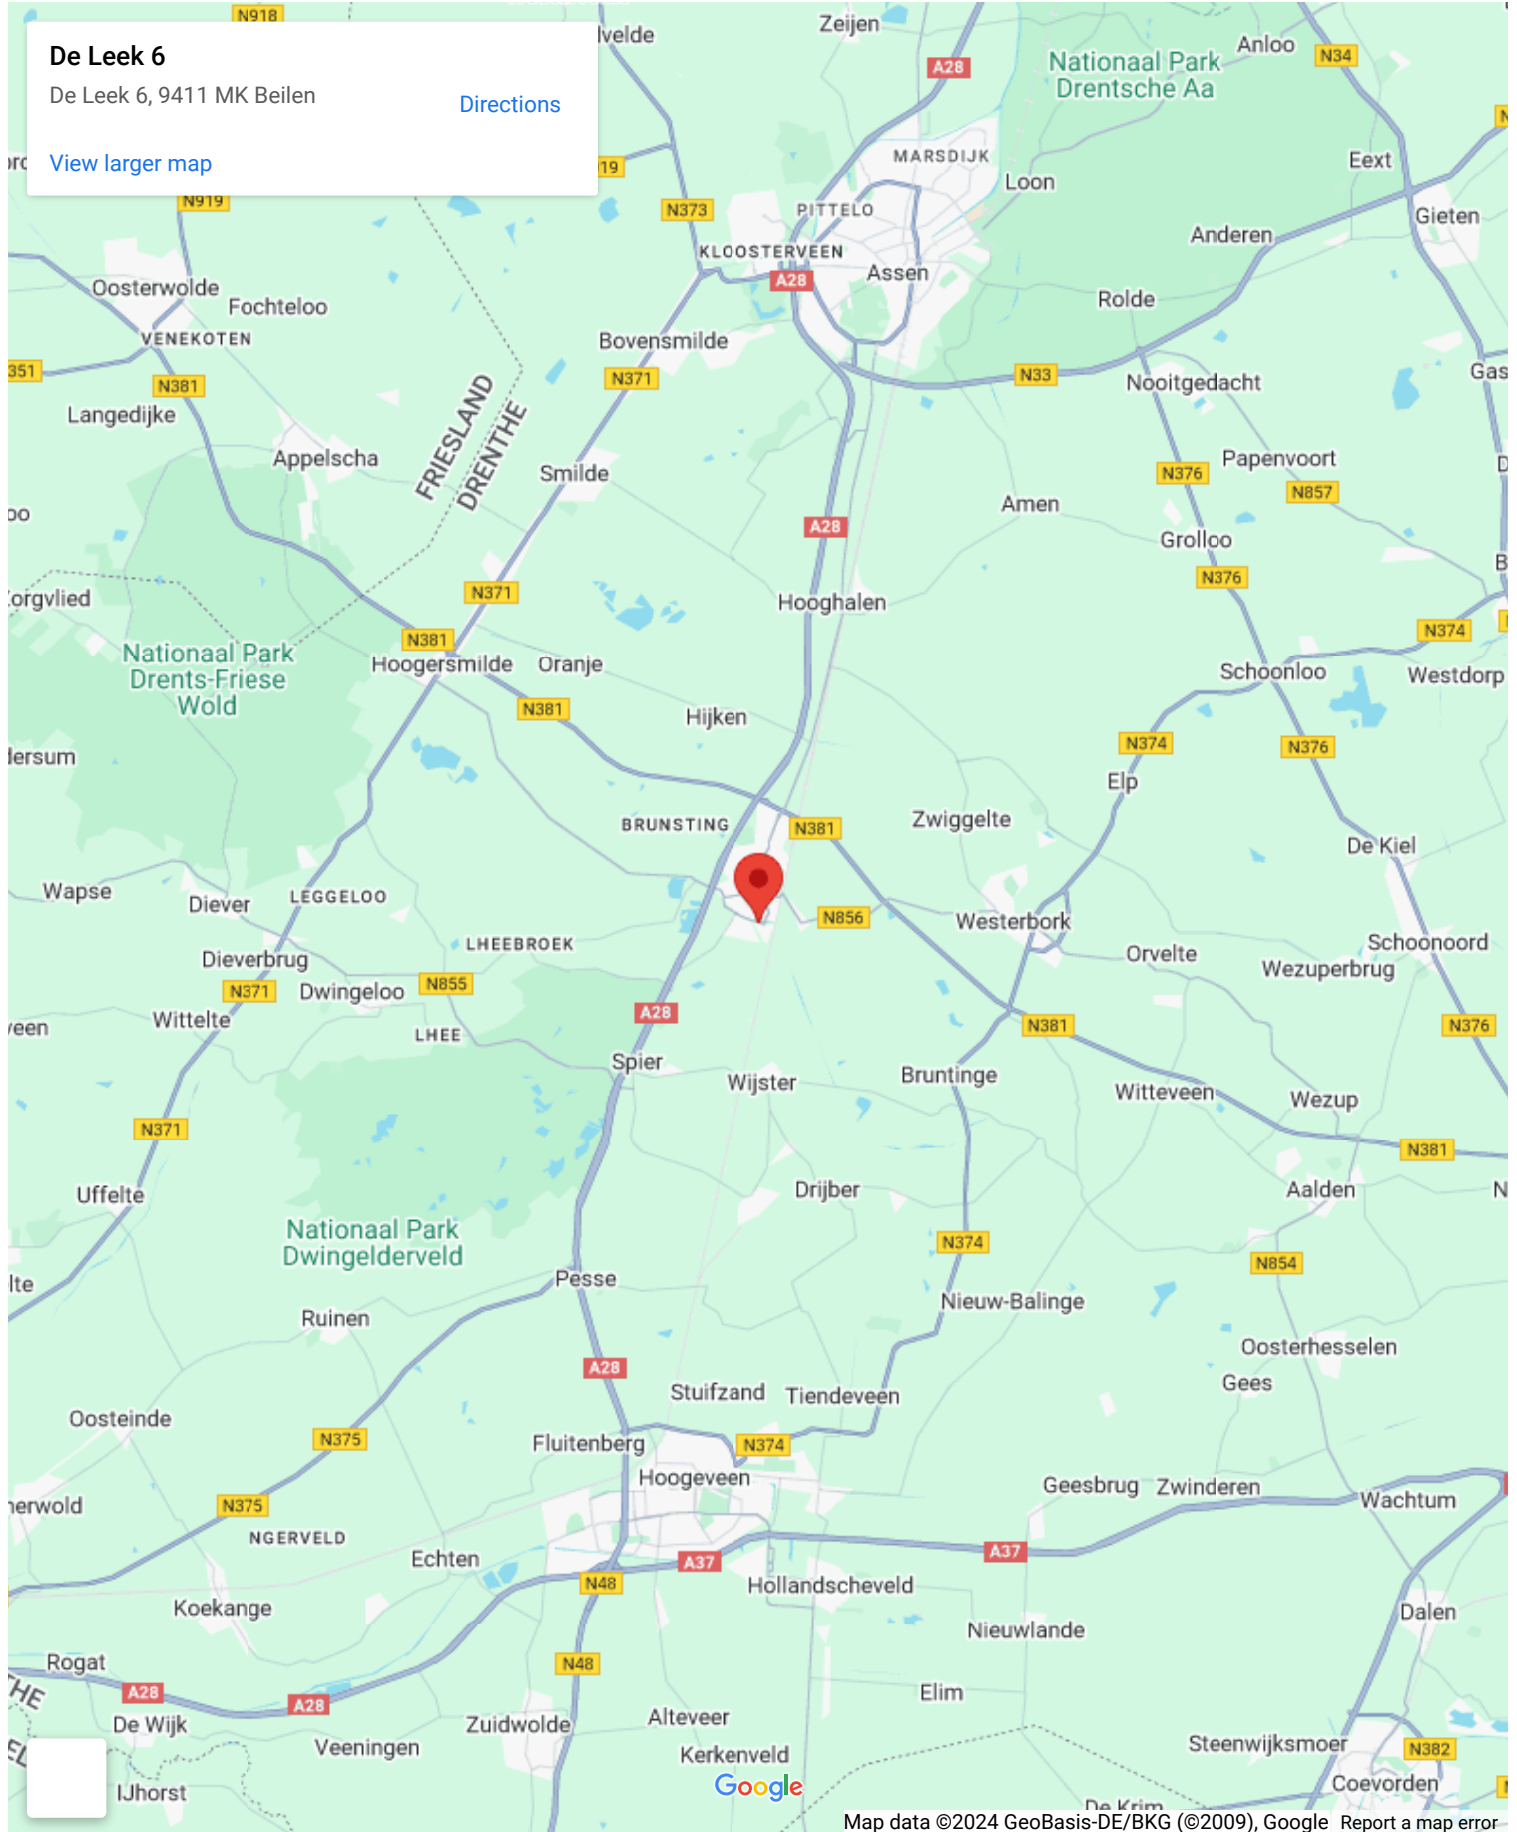 N918
De Leek 6
De Leek 6, 9411 MK Beilen
Directions
View larger map
N919
Zeijen
A28
Nationaal Park
Drentsche Aa
Anloo
N34
MARSDIJK
Eext
Loon
N373
PITTELO
Gieten
KLOOSTERVEEN
Anderen
A28
Assen
Oosterwolde
Fochteloo
Rolde
VENEKOTEN
Bovensmilde
N381
N371
N33
Nooitgedacht
Langedijke
FRIESLAND
DRENTHE
Appelscha
Smilde
N376
Papenvoort
N857
Amen
A28
Grolloo
N376
N371
Hooghalen
N381
N374
Nationaal Park
Drents-Friese
Wold
Hoogersmilde
Oranje
Schoonloo
Westdorp
N381
Hijken
N374
N376
Elp
BRUNSTING
N381
Zwiggelte
De Kiel
Wapse
Diever
LEGGELOO
N856
Westerbork
LHEEBROEK
Schoonoord
Dieverbrug
Orvelte
Wezuperbrug
N371
Dwingeloo
N855
A28
Wittelte
LHEE
N381
N376
Spier
Wijster
Bruntinge
Witteveen
Wezup
N371
N381
Uffelte
Drijber
Aalden
Nationaal Park
Dwingelderveld
N374
N854
Pesse
Nieuw-Balinge
Ruinen
Oosterhesselen
A28
Gees
Stuifzand
Tiendeveen
Oosteinde
N375
Fluitenberg
N374
Hoogeveen
Geesbrug
Zwinderen
N375
Wachtum
NGERVELD
Echten
A37
A37
N48
Hollandscheveld
Koekange
Dalen
Nieuwlande
Rogat
N48
A28
A28
Elim
De Wijk
Zuidwolde
Alteveer
Veeningen
Kerkenveld
Steenwijksmoer
N382
IJhorst
Google
Coevorden
De Krim
Map data ©2024 GeoBasis-DE/BKG (©2009), Google
Report a map error